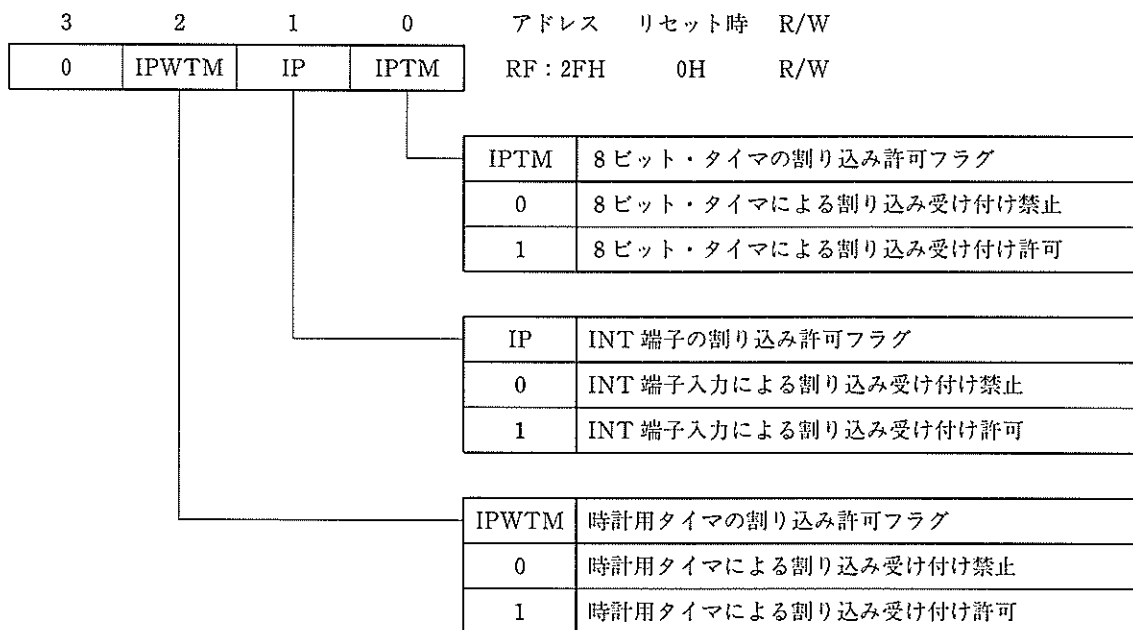 3 2 1 0 アドレス リセット時 R/W
0 IPWTM IP IPTM RF:2FH 0H R/W
IPTM 8ビット・タイマの割り込み許可フラグ
0 8ビット・タイマによる割り込み受け付け禁止
1 8ビット・タイマによる割り込み受け付け許可
IP INT端子の割り込み許可フラグ
0 INT端子入力による割り込み受け付け禁止
1 INT端子入力による割り込み受け付け許可
IPWTM 時計用タイマの割り込み許可フラグ
0 時計用タイマによる割り込み受け付け禁止
1 時計用タイマによる割り込み受け付け許可